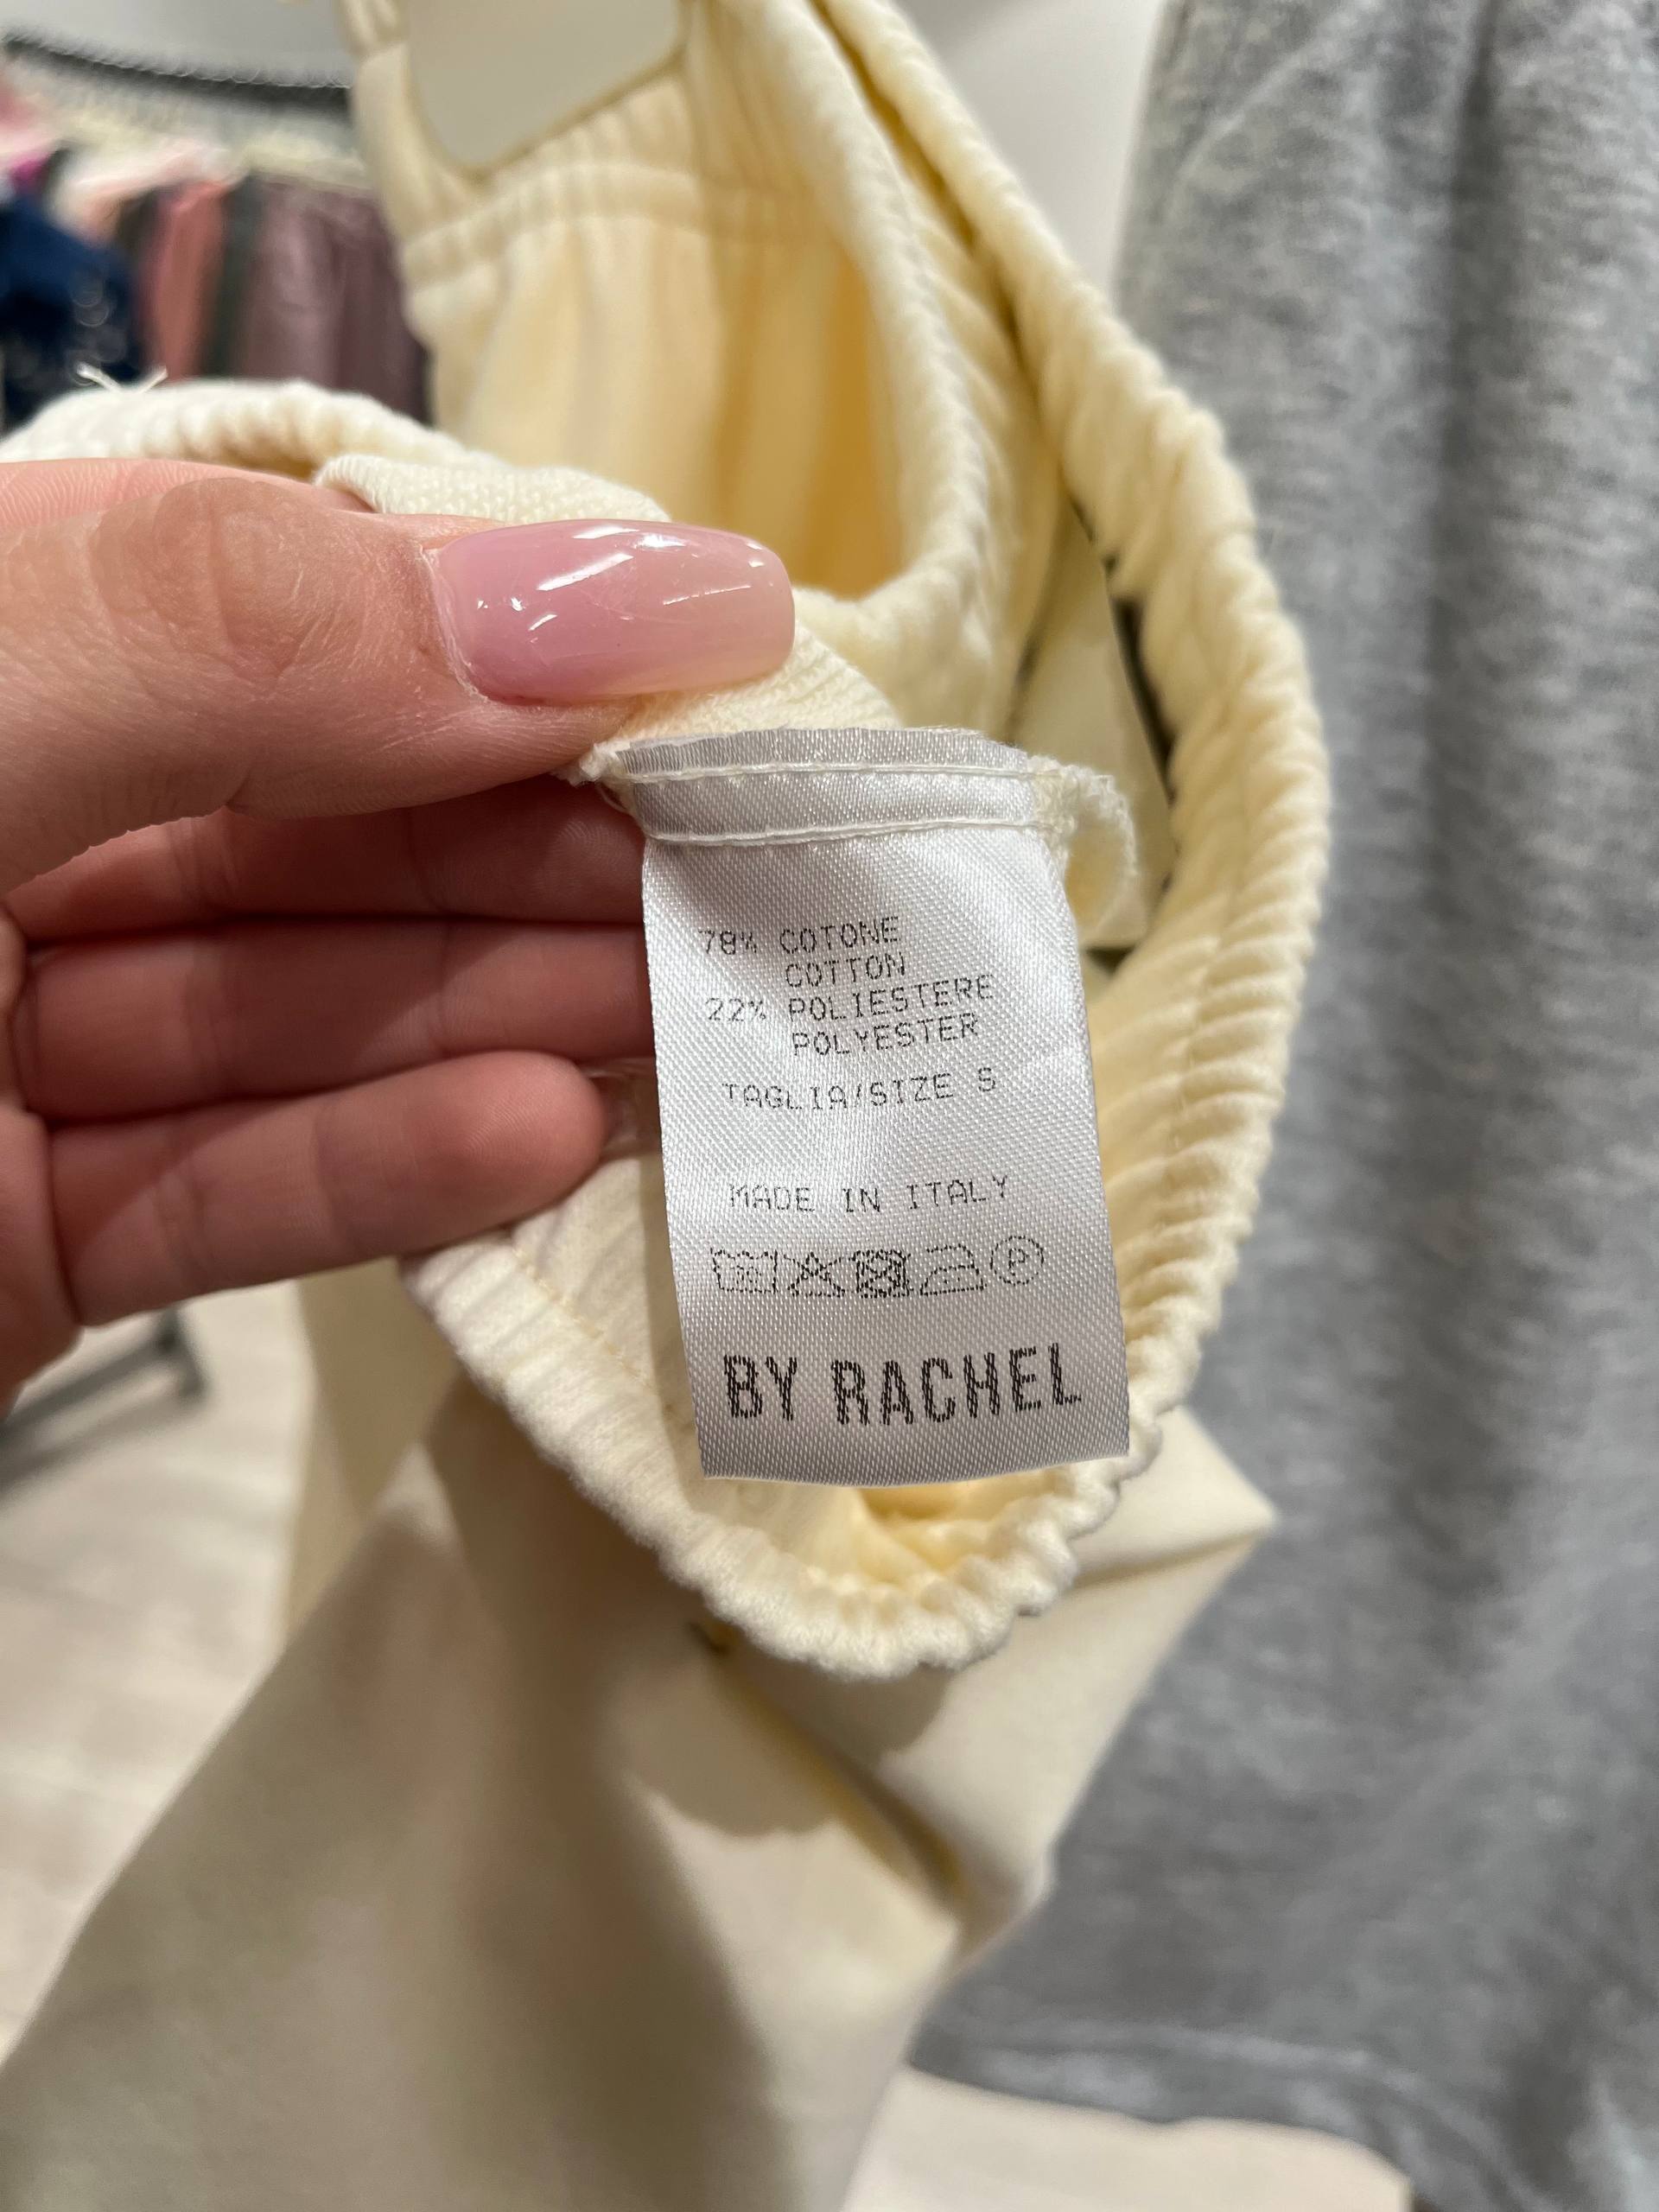 78% COTONE
COTTON
22% POLIESTERE
POLYESTER
TAGLIA/SIZE S
MADE IN ITALY
P
BY RACHEL